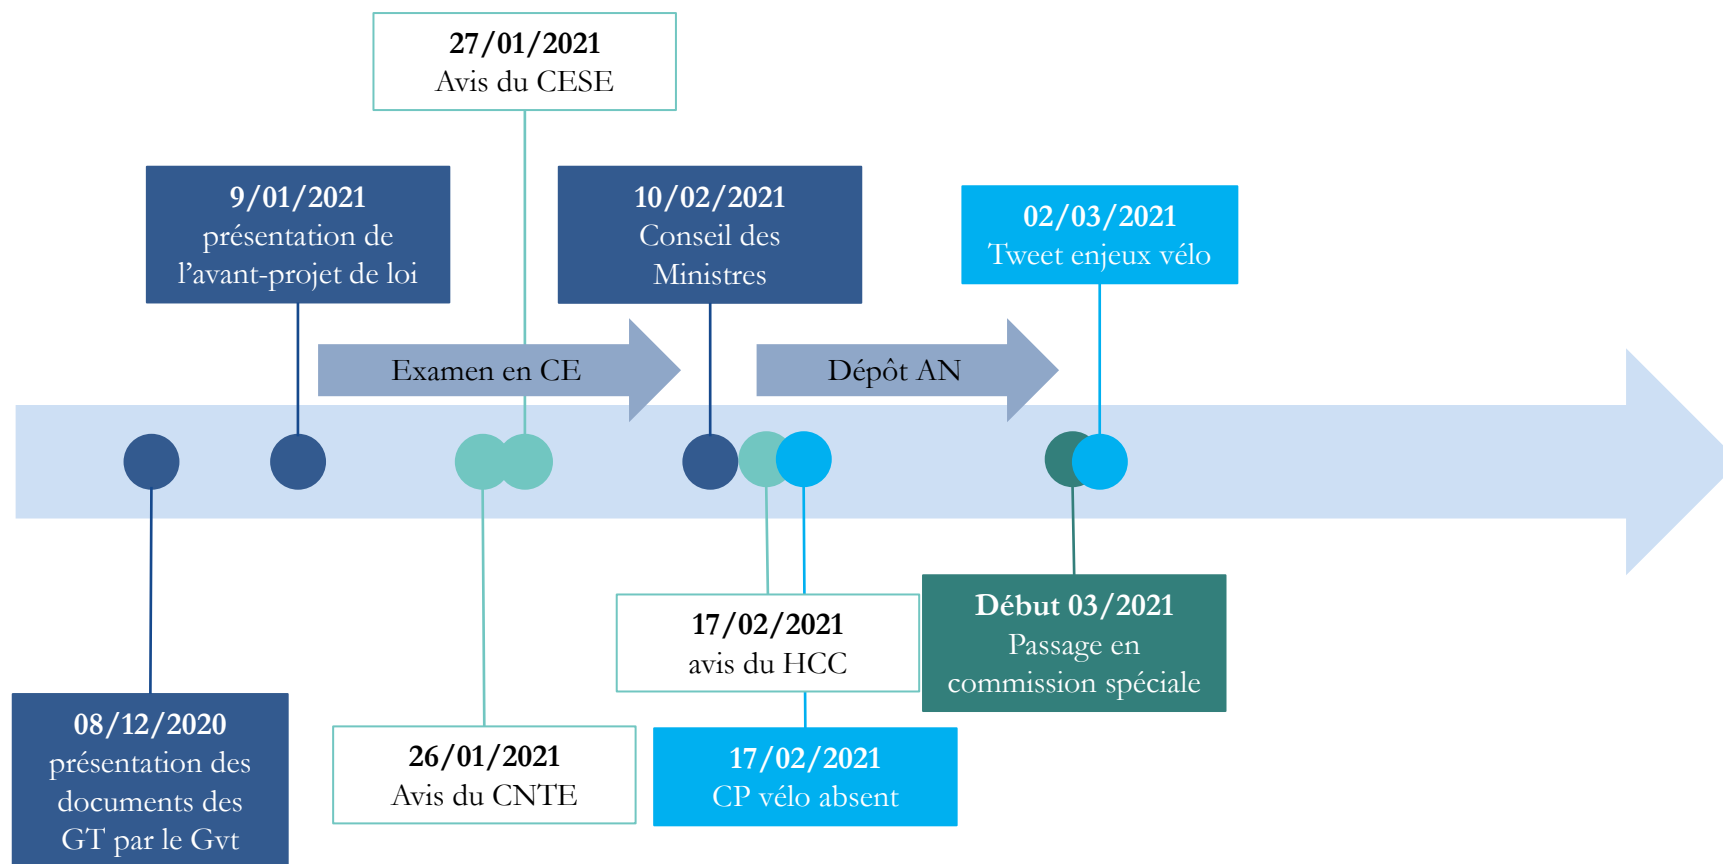 27/01/2021
Avis du CESE
9/01/2021
présentation de
l’avant-projet de loi
10/02/2021
Conseil des
Ministres
02/03/2021
Tweet enjeux vélo
Examen en CE
Dépôt AN
08/12/2020
présentation des
documents des
GT par le Gvt
26/01/2021
Avis du CNTE
17/02/2021
avis du HCC
17/02/2021
CP vélo absent
Début 03/2021
Passage en
commission spéciale